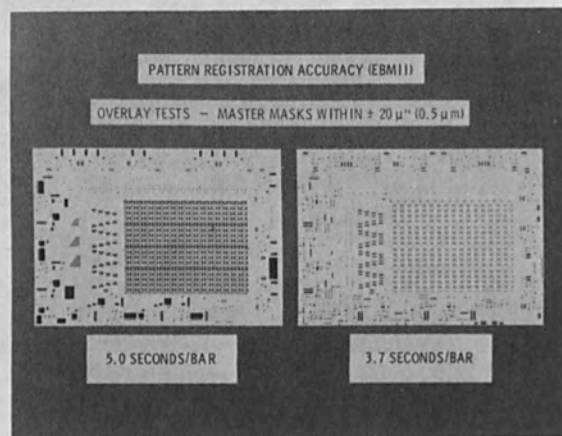 PATTERN REGISTRATION ACCURACY (EBMII)
OVERLAY TESTS - MASTER MASKS WITHIN ± 20 μ" (0.5 μm)
5.0 SECONDS/BAR
3.7 SECONDS/BAR